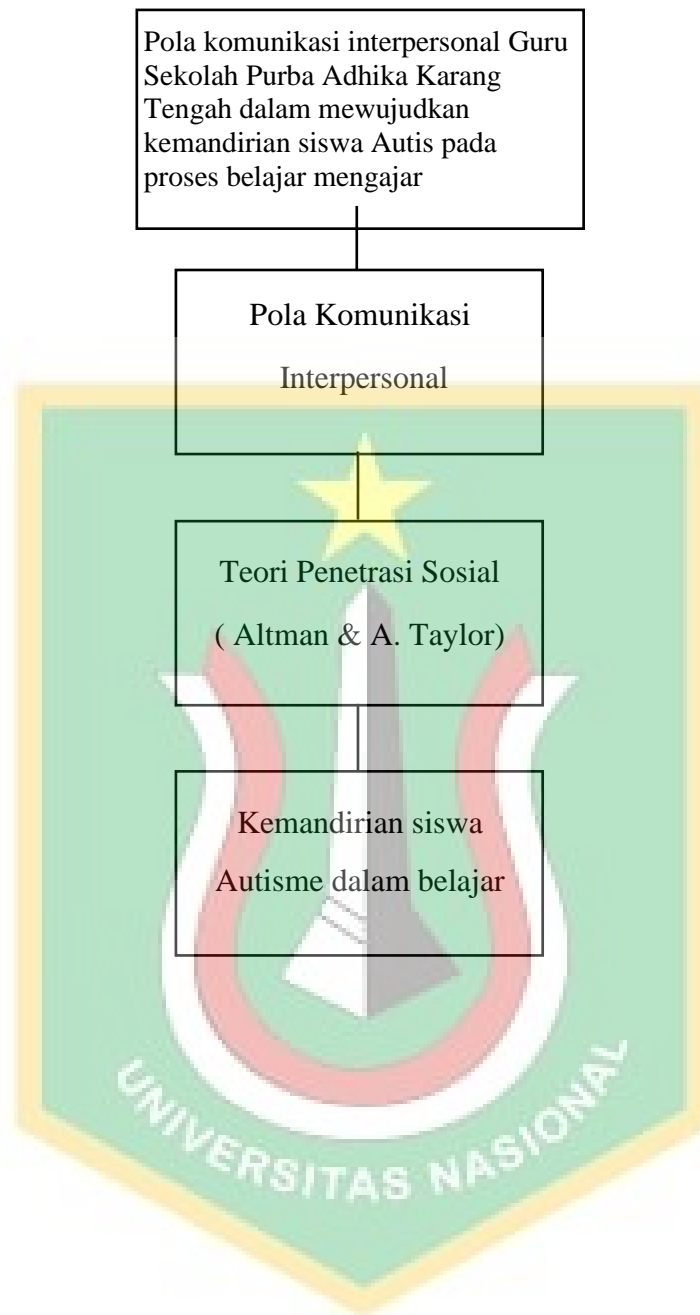 Pola komunikasi interpersonal Guru
Sekolah Purba Adhika Karang
Tengah dalam mewujudkan
kemandirian siswa Autis pada
proses belajar mengajar
Pola Komunikasi
Interpersonal
Teori Penetrasi Sosial
( Altman & A. Taylor)
Kemandirian siswa
Autisme dalam belajar
UNIVERSITAS NASIONAL